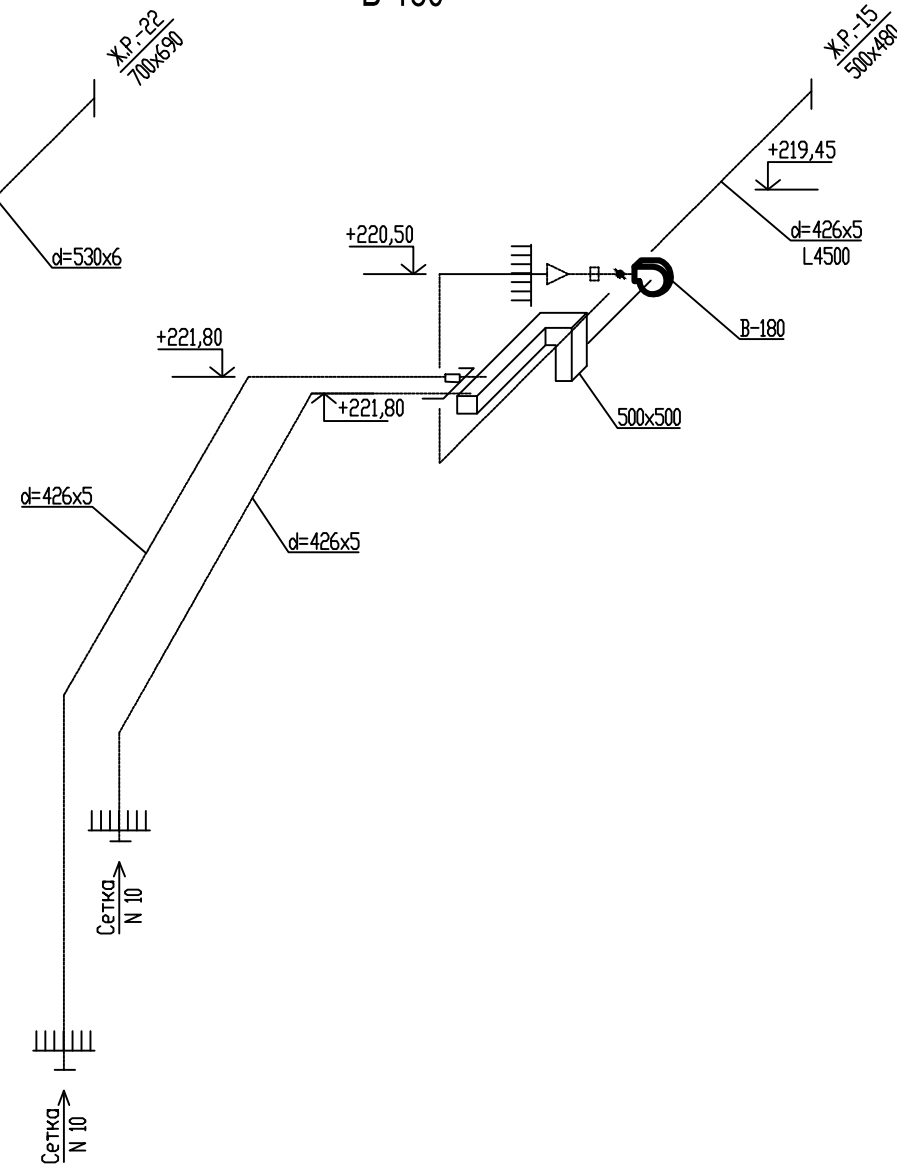 В-180
Ж.Р.-22
700х690
Ж.Р.-15
500х480
+219,45
d=426х5
L4500
+220,50
d=530х6
В-180
+221,80
+221,80
500х500
d=426х5
d=426х5
Сетка
N 10
Сетка
N 10